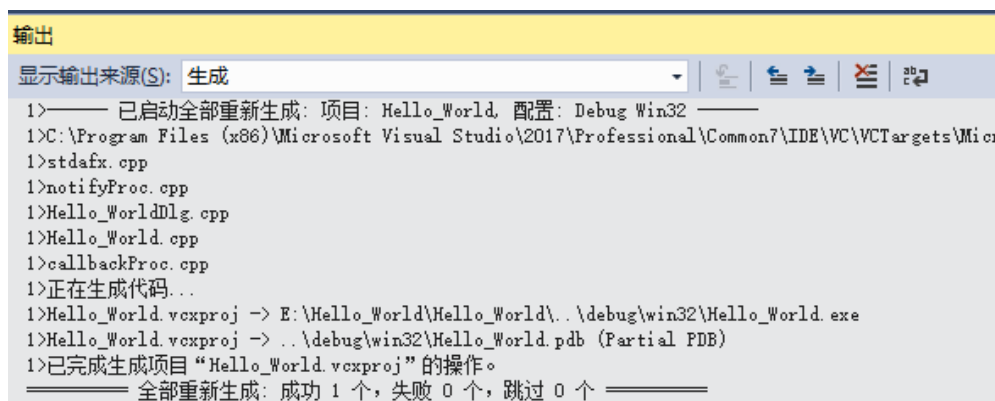 输出
显示输出来源(S): 生成
1>------ 已启动全部重新生成: 项目: Hello_World, 配置: Debug Win32 ------
1>C:\Program Files (x86)\Microsoft Visual Studio\2017\Professional\Common7\IDE\VC\VCTargets\Micr
1>stdafx.cpp
1>notifyProc.cpp
1>Hello_WorldDlg.cpp
1>Hello_World.cpp
1>callbackProc.cpp
1>正在生成代码...
1>Hello_World.vcxproj -> E:\Hello_World\Hello_World\..\debug\win32\Hello_World.exe
1>Hello_World.vcxproj -> ..\debug\win32\Hello_World.pdb (Partial PDB)
1>已完成生成项目“Hello_World.vcxproj”的操作。
========== 全部重新生成: 成功 1 个，失败 0 个，跳过 0 个 ==========